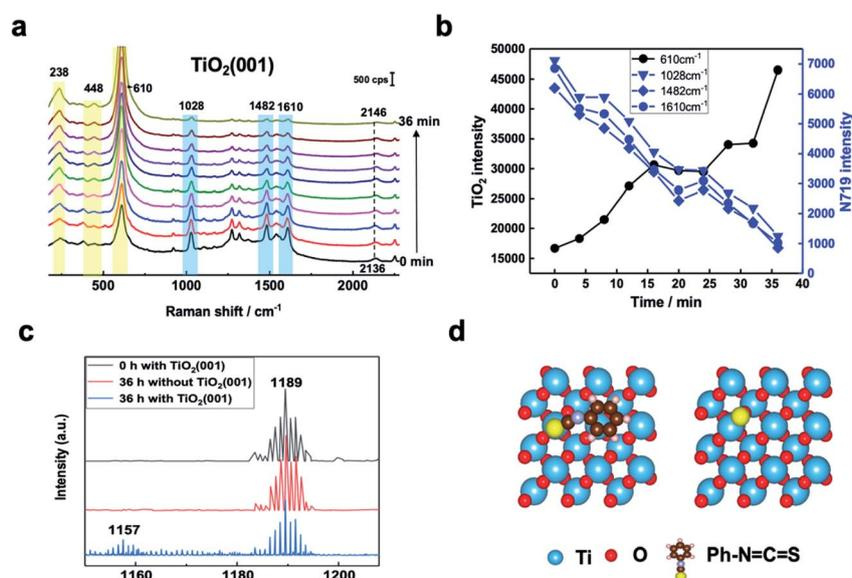 a
TiO2(001)
238
448
610
1028
1482
1610
500 cps
2146
36 min
0 min
2136
500
1000
1500
2000
Raman shift / cm-1
b
50000
45000
40000
35000
30000
25000
20000
15000
TiO2 intensity
610cm-1
1028cm-1
1482cm-1
1610cm-1
7000
6000
5000
4000
3000
2000
1000
0
N719 intensity
0
5
10
15
20
25
30
35
40
Time / min
c
0 h with TiO2(001)
36 h without TiO2(001)
36 h with TiO2(001)
1189
1157
Intensity (a.u.)
1160
1180
1200
d
Ti
O
Ph-N=C=S